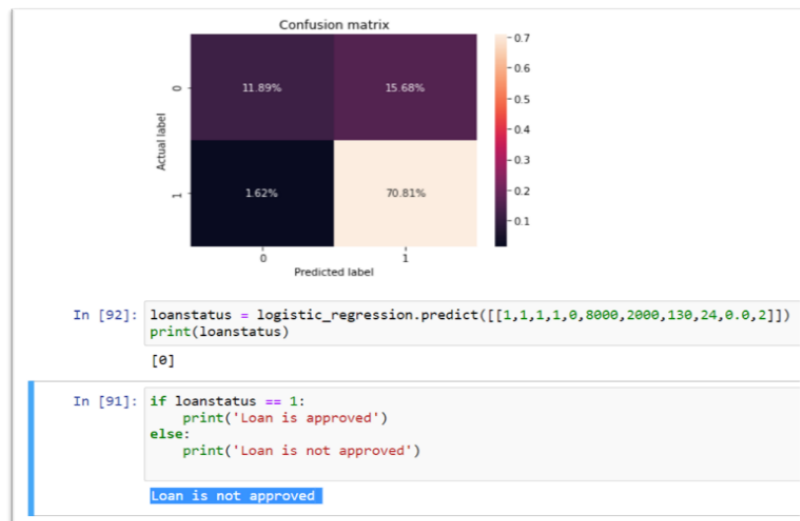 Confusion matrix
0.7
0.6
0.5
0.4
0.3
0.2
0.1
Actual label
0
1
11.89%
15.68%
1.62%
70.81%
0
1
Predicted label
In [92]:
loanstatus = logistic_regression.predict([[1,1,1,1,0,8000,2000,130,24,0.0,2]])
print(loanstatus)
[0]
In [91]:
if loanstatus == 1:
    print('Loan is approved')
else:
    print('Loan is not approved')
Loan is not approved